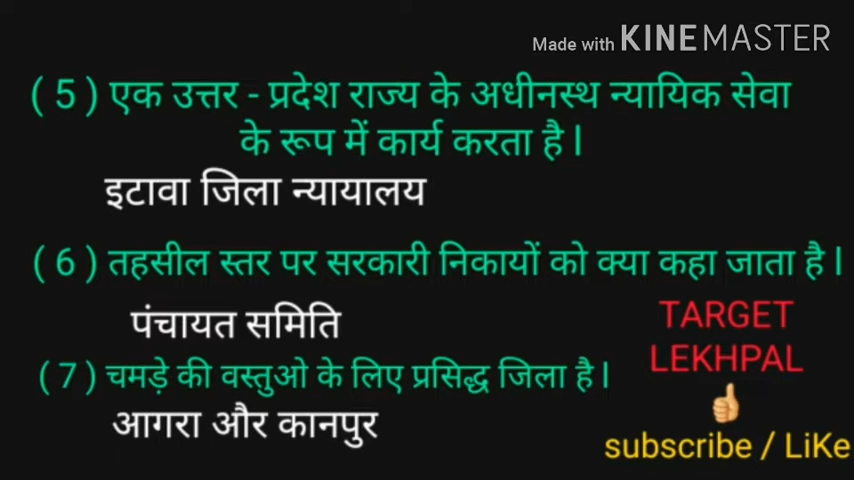 Made with KINEMASTER
( 5 ) एक उत्तर - प्रदेश राज्य के अधीनस्थ न्यायिक सेवा
के रूप में कार्य करता है l
इटावा जिला न्यायालय
( 6 ) तहसील स्तर पर सरकारी निकायों को क्या कहा जाता है l
पंचायत समिति
( 7 ) चमड़े की वस्तुओ के लिए प्रसिद्ध जिला है l
आगरा और कानपुर
TARGET
LEKHPAL
👍
subscribe / LiKe